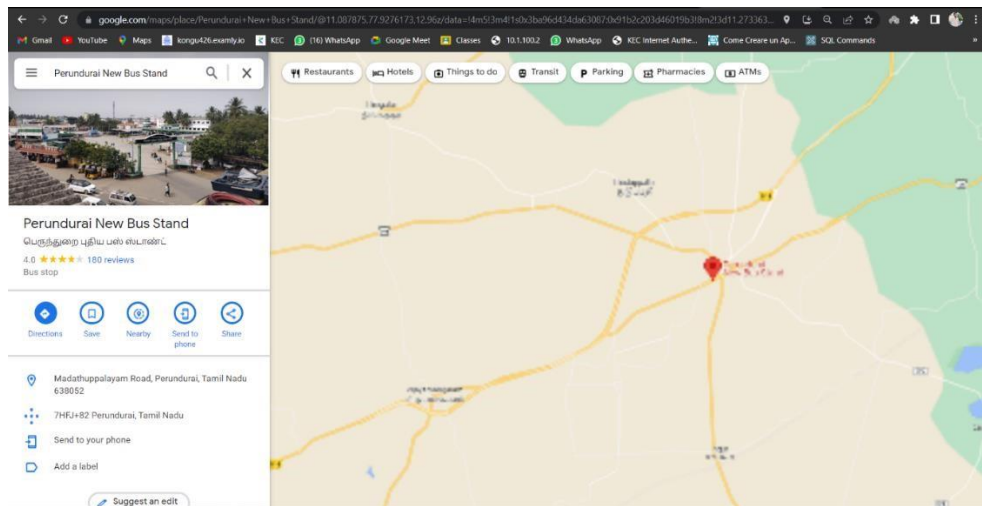 google.com/maps/place/Perundurai+New+Bus+Stand/@11.087875,77.9276173,12.96z/data=!4m5!3m4!1s0x3ba96d434da63087:0x91b2c203d46019b3!8m2!3d11.273363...
Gmail YouTube Maps kongu426.examly.io KEC (16) WhatsApp Google Meet Classes 10.1.100.2 WhatsApp KEC Internet Authe... Come Creare un Ap... SQL Commands »
Perundurai New Bus Stand
Restaurants Hotels Things to do Transit Parking Pharmacies ATMs
Perundurai New Bus Stand
பெருந்துறை புதிய பஸ் ஸ்டாண்ட்
4.0 180 reviews
Bus stop
Directions Save Nearby Send to phone Share
Madathuppalayam Road, Perundurai, Tamil Nadu
638052
7HFJ+82 Perundurai, Tamil Nadu
Send to your phone
Add a label
Suggest an edit